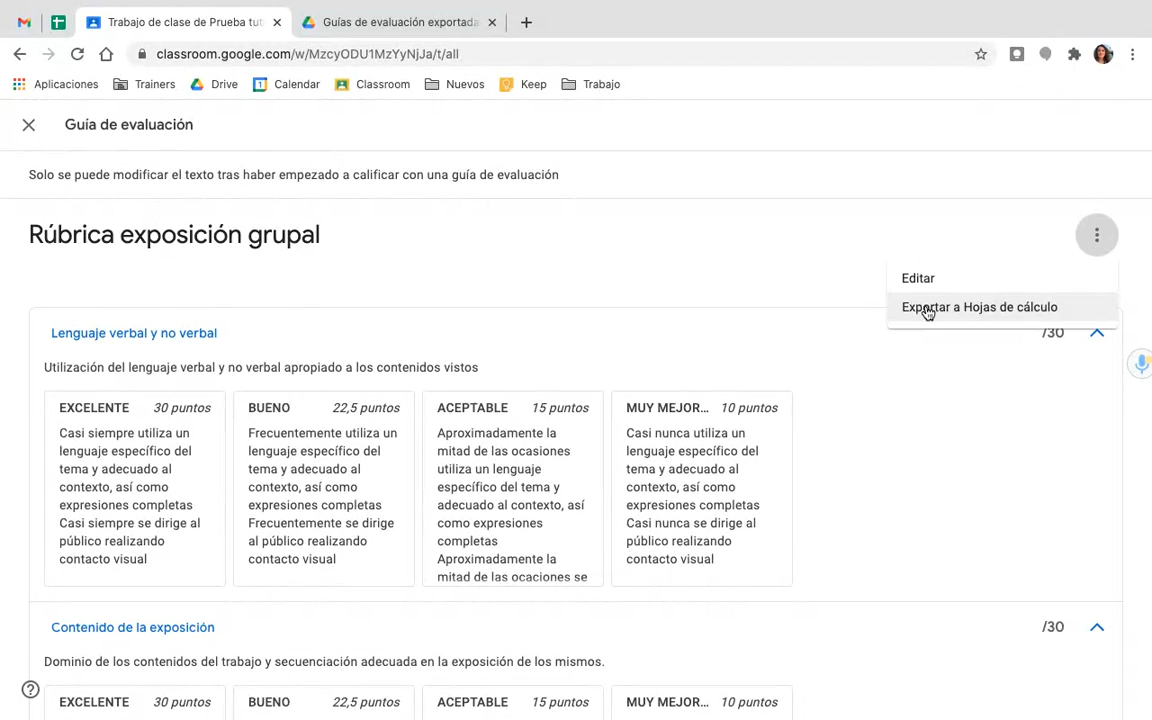 Trabajo de clase de Prueba tut
Guías de evaluación exportada
classroom.google.com/w/MzcyODU1MzYyNjJa/t/all
Aplicaciones Trainers Drive Calendar Classroom Nuevos Keep Trabajo
Guía de evaluación
Solo se puede modificar el texto tras haber empezado a calificar con una guía de evaluación
Rúbrica exposición grupal
Editar
Exportar a Hojas de cálculo
Lenguaje verbal y no verbal
/30
Utilización del lenguaje verbal y no verbal apropiado a los contenidos vistos
EXCELENTE 30 puntos
Casi siempre utiliza un
lenguaje específico del
tema y adecuado al
contexto, así como
expresiones completas
Casi siempre se dirige al
público realizando
contacto visual
BUENO 22,5 puntos
Frecuentemente utiliza un
lenguaje específico del
tema y adecuado al
contexto, así como
expresiones completas
Frecuentemente se dirige
al público realizando
contacto visual
ACEPTABLE 15 puntos
Aproximadamente la
mitad de las ocasiones
utiliza un lenguaje
específico del tema y
adecuado al contexto, así
como expresiones
completas
Aproximadamente la
mitad de las ocaciones se
MUY MEJOR... 10 puntos
Casi nunca utiliza un
lenguaje específico del
tema y adecuado al
contexto, así como
expresiones completas
Casi nunca se dirige al
público realizando
contacto visual
Contenido de la exposición
/30
Dominio de los contenidos del trabajo y secuenciación adecuada en la exposición de los mismos.
EXCELENTE 30 puntos
BUENO 22,5 puntos
ACEPTABLE 15 puntos
MUY MEJOR... 10 puntos